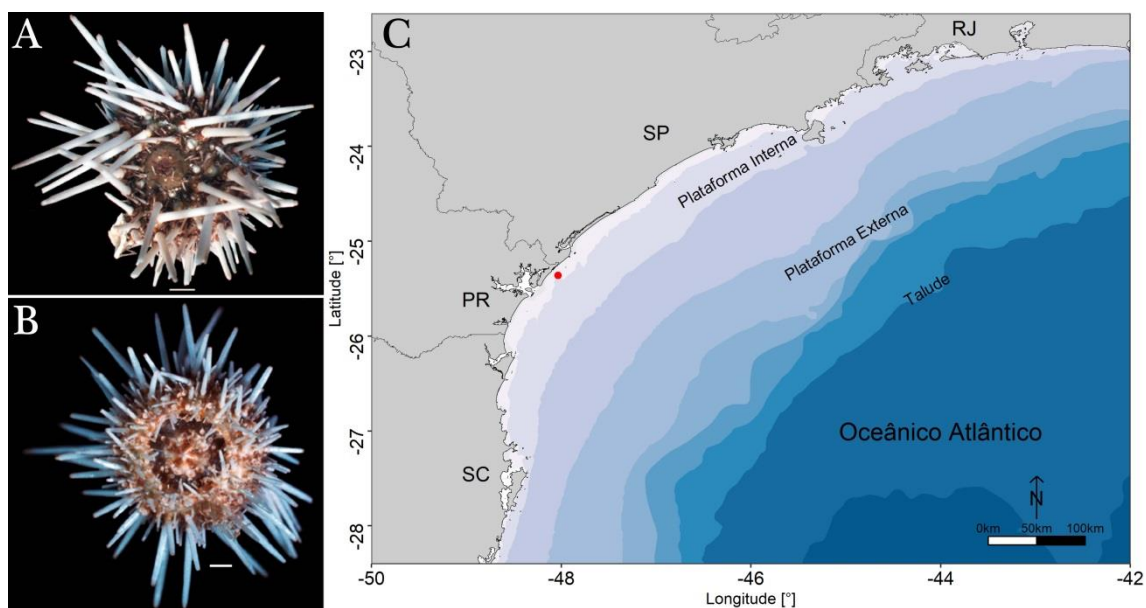 A
B
C
RJ
SP
PR
SC
Plataforma Interna
Plataforma Externa
Talude
Oceânico Atlântico
N
0km 50km 100km
Latitude [°]
-23
-24
-25
-26
-27
-28
-50 -48 -46 -44 -42
Longitude [°]